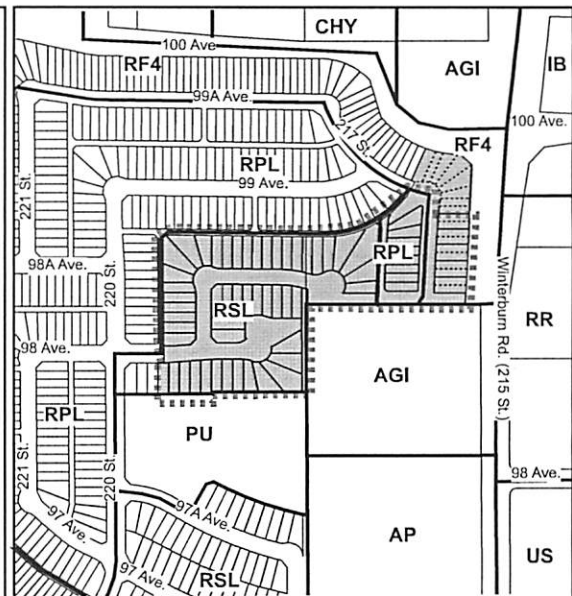 CHY
100 Ave.
RF4
AGI
IB
99A Ave.
100 Ave.
217 St.
RF4
RPL
99 Ave.
221 St.
RPL
98A Ave.
220 St.
RSL
Winterburn Rd. (215 St.)
RR
98 Ave.
AGI
RPL
PU
221 St.
220 St.
98 Ave.
97 Ave.
97A Ave.
AP
97 Ave.
RSL
US